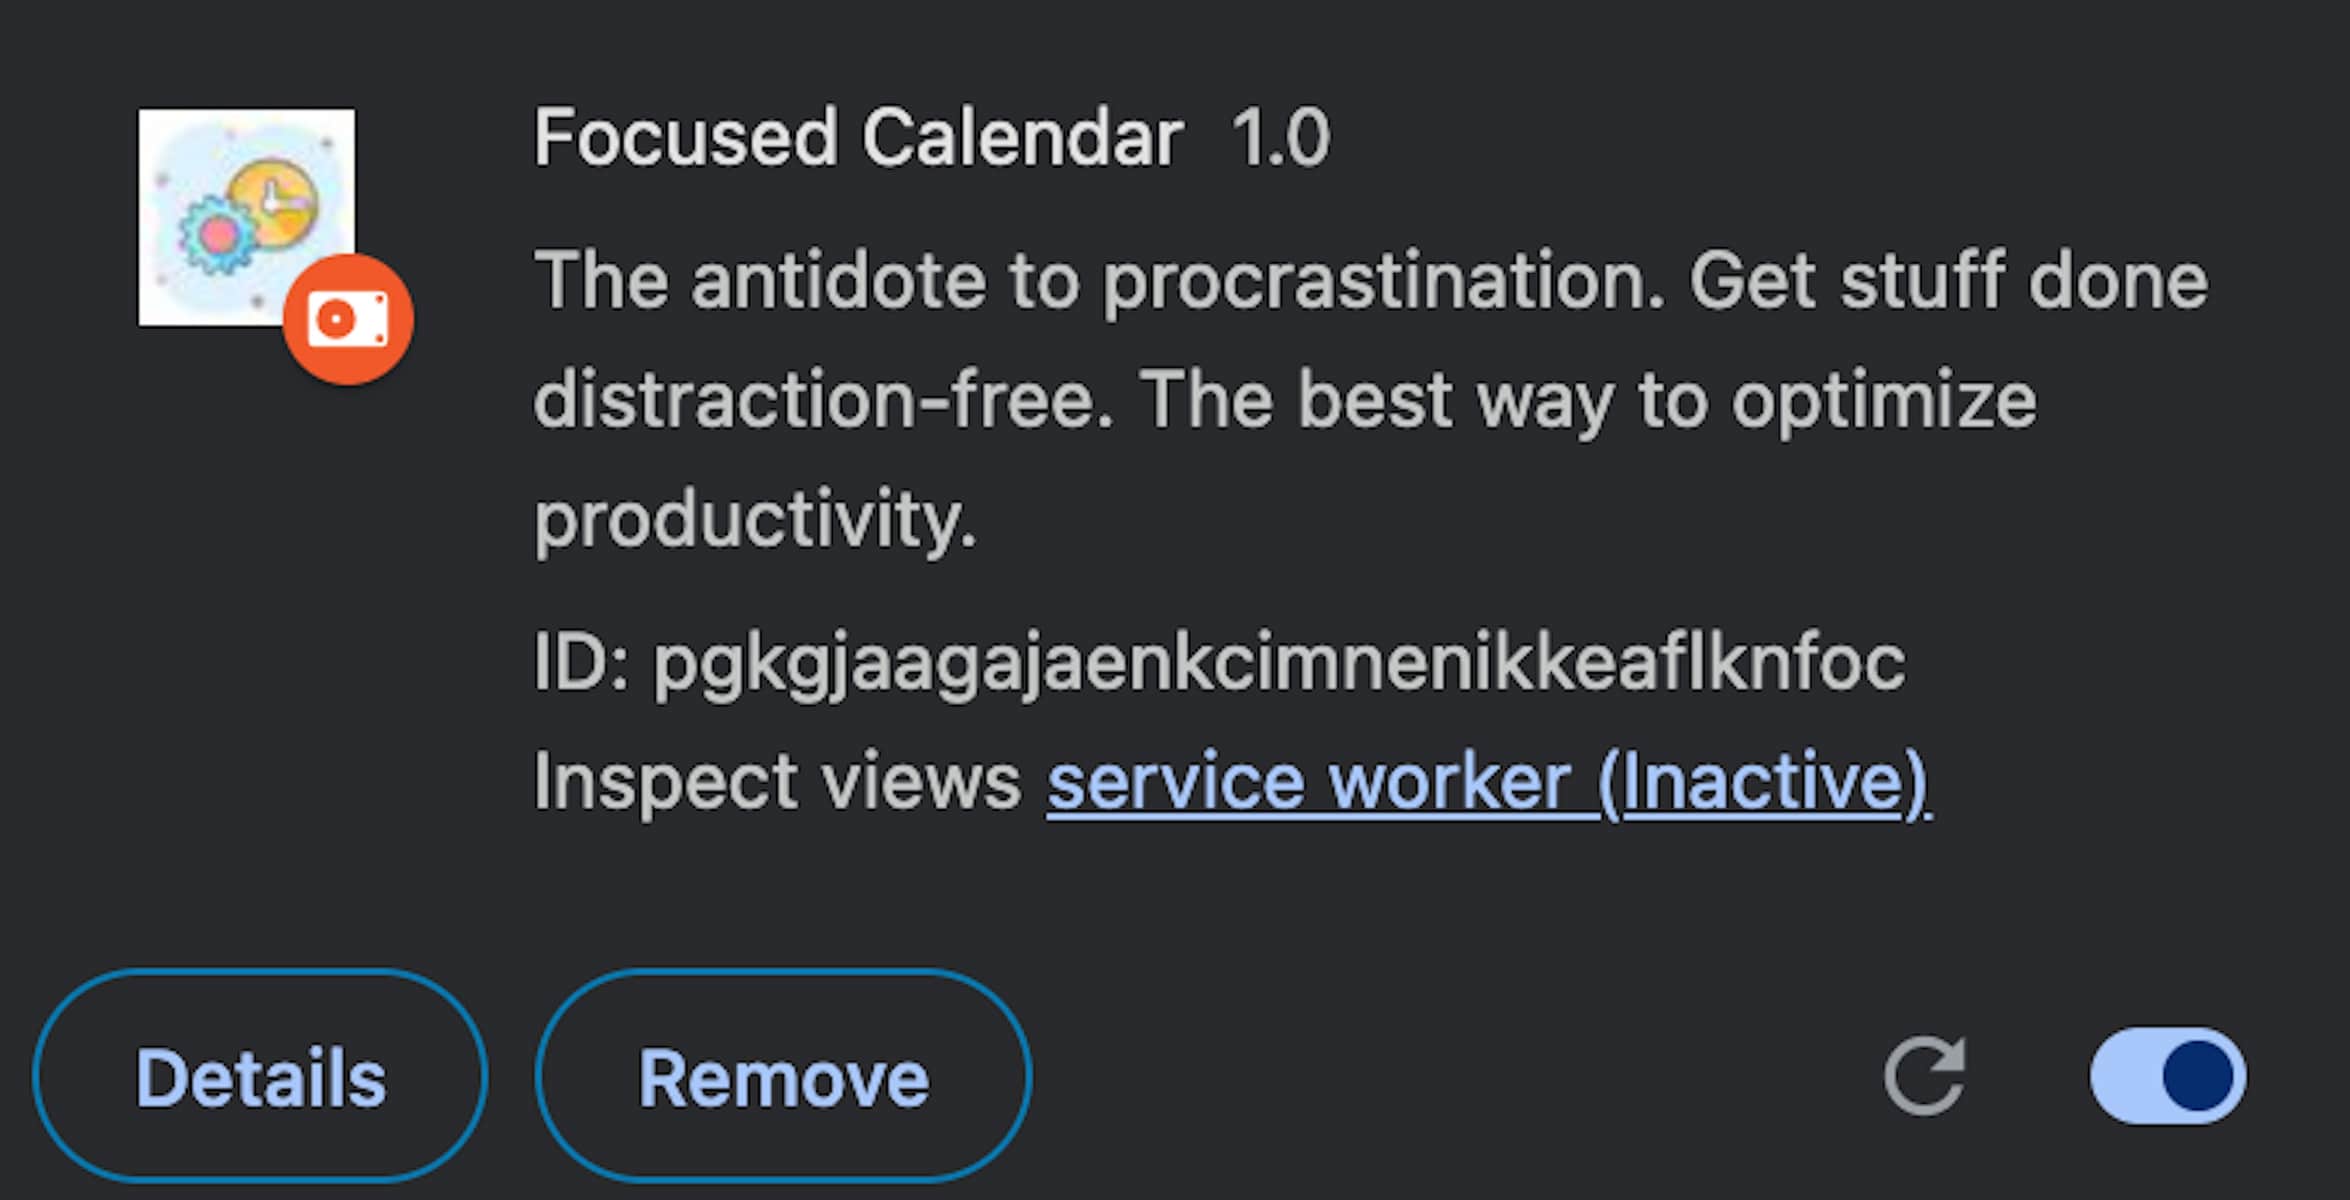 Focused Calendar 1.0
The antidote to procrastination. Get stuff done
distraction-free. The best way to optimize
productivity.
ID: pgkgjaagajaenkcimnenikkeaflknfoc
Inspect views service worker (Inactive)
Details Remove